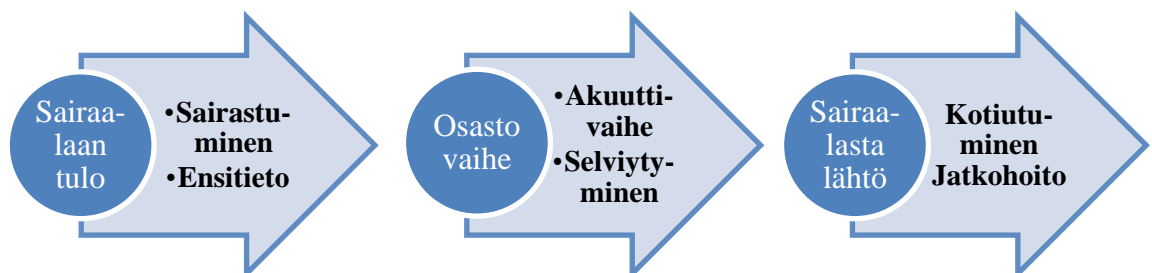 Sairaa-
laan
tulo
•Sairastu-
minen
•Ensitieto
Osasto
vaihe
•Akuutti-
vaihe
•Selviyty-
minen
Sairaa-
lasta
lähtö
Kotiutu-
minen
Jatkohoito